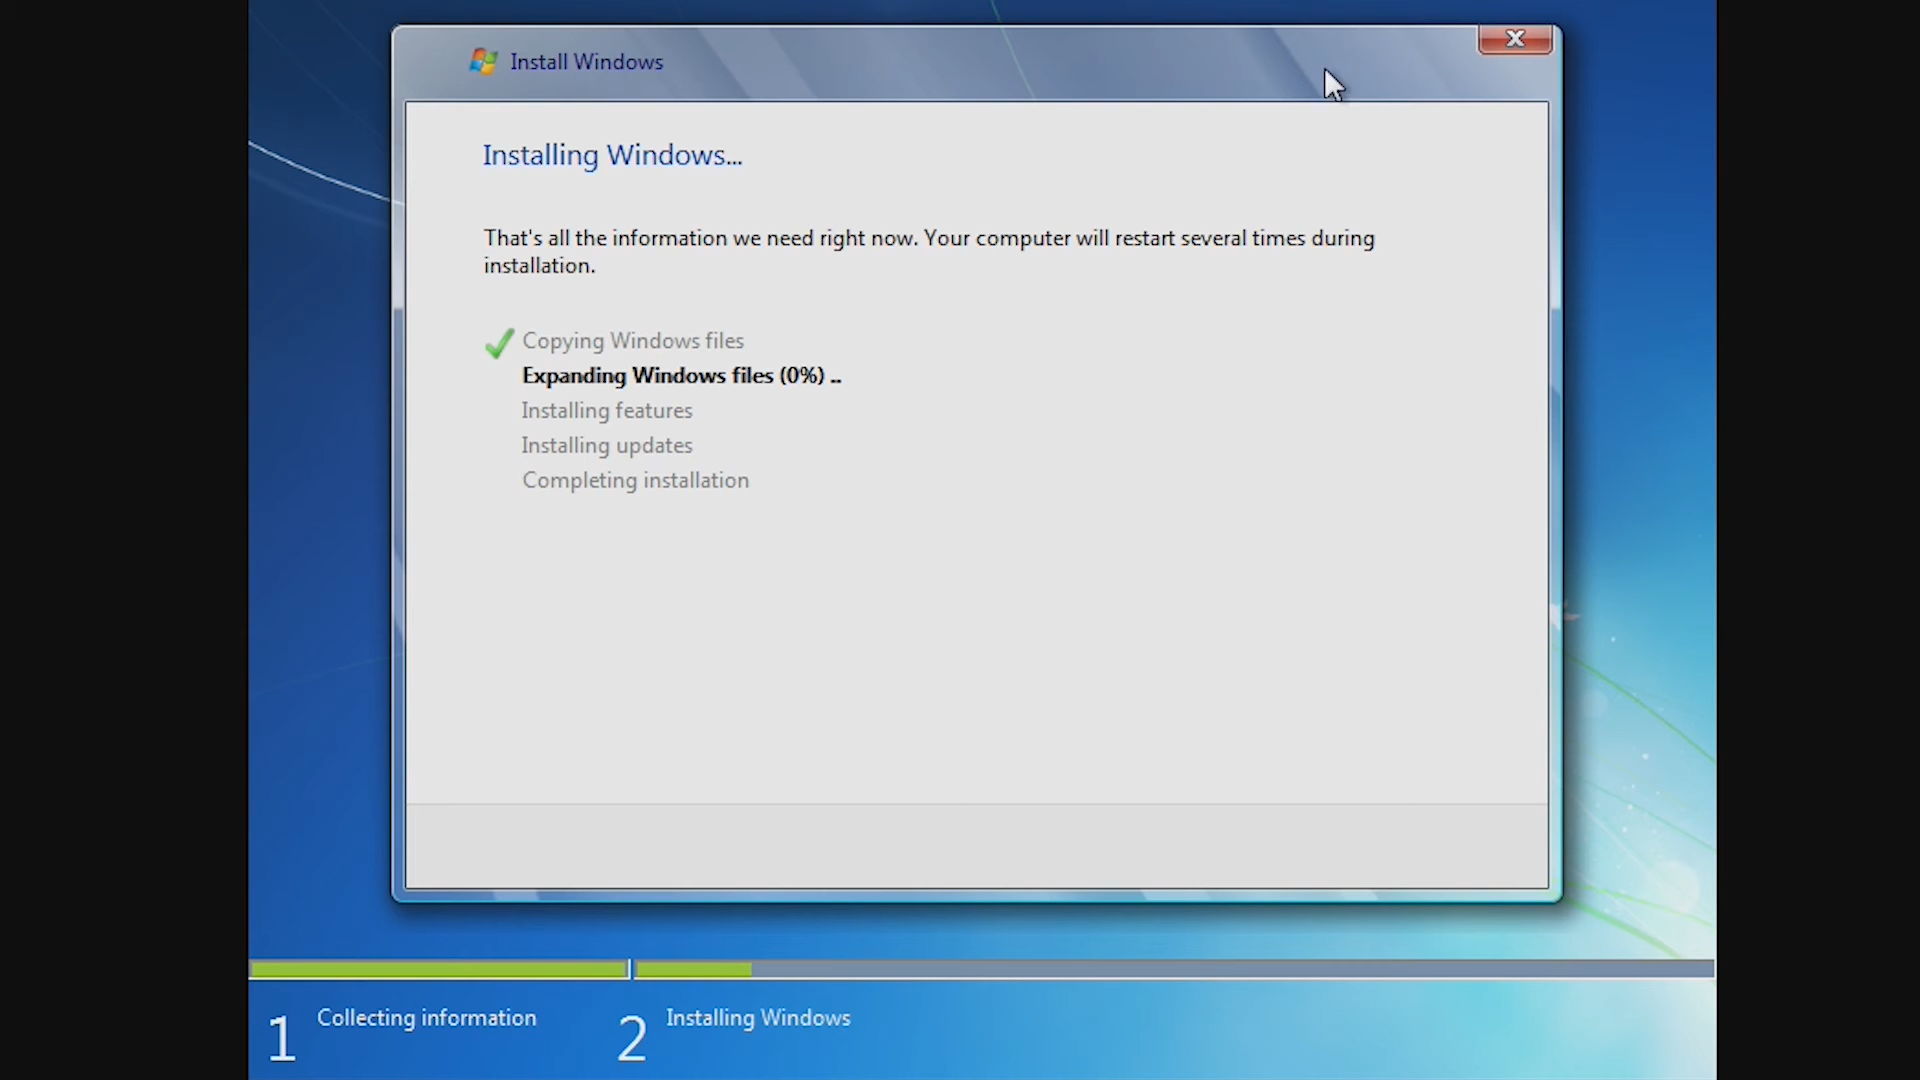 Install Windows
Installing Windows...
That's all the information we need right now. Your computer will restart several times during
installation.
Copying Windows files
Expanding Windows files (0%) ..
Installing features
Installing updates
Completing installation
1 Collecting information
2 Installing Windows